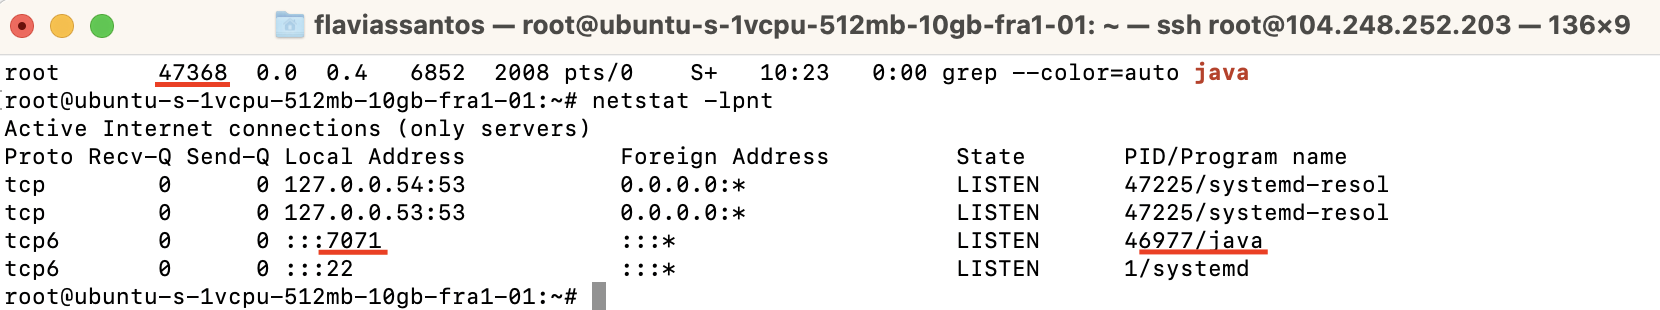 flaviassantos — root@ubuntu-s-1vcpu-512mb-10gb-fra1-01: ~ — ssh root@104.248.252.203 — 136×9
root       47368  0.0  0.4   6852  2008 pts/0    S+   10:23   0:00 grep --color=auto java
root@ubuntu-s-1vcpu-512mb-10gb-fra1-01:~# netstat -lpnt
Active Internet connections (only servers)
Proto Recv-Q Send-Q Local Address           Foreign Address         State       PID/Program name
tcp        0      0 127.0.0.54:53           0.0.0.0:*               LISTEN      47225/systemd-resol
tcp        0      0 127.0.0.53:53           0.0.0.0:*               LISTEN      47225/systemd-resol
tcp6       0      0 :::7071                 :::*                    LISTEN      46977/java
tcp6       0      0 :::22                   :::*                    LISTEN      1/systemd
root@ubuntu-s-1vcpu-512mb-10gb-fra1-01:~#